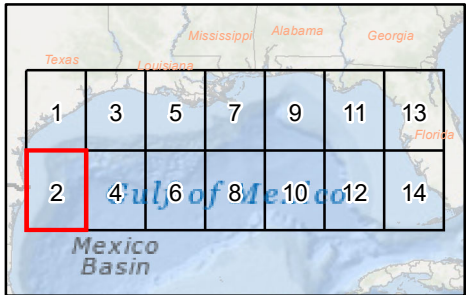 Mississippi Alabama Georgia
Texas Louisiana
1 3 5 7 9 11 13
Florida
2 4 6 8 10 12 14
Gulf of Mexico
Mexico
Basin